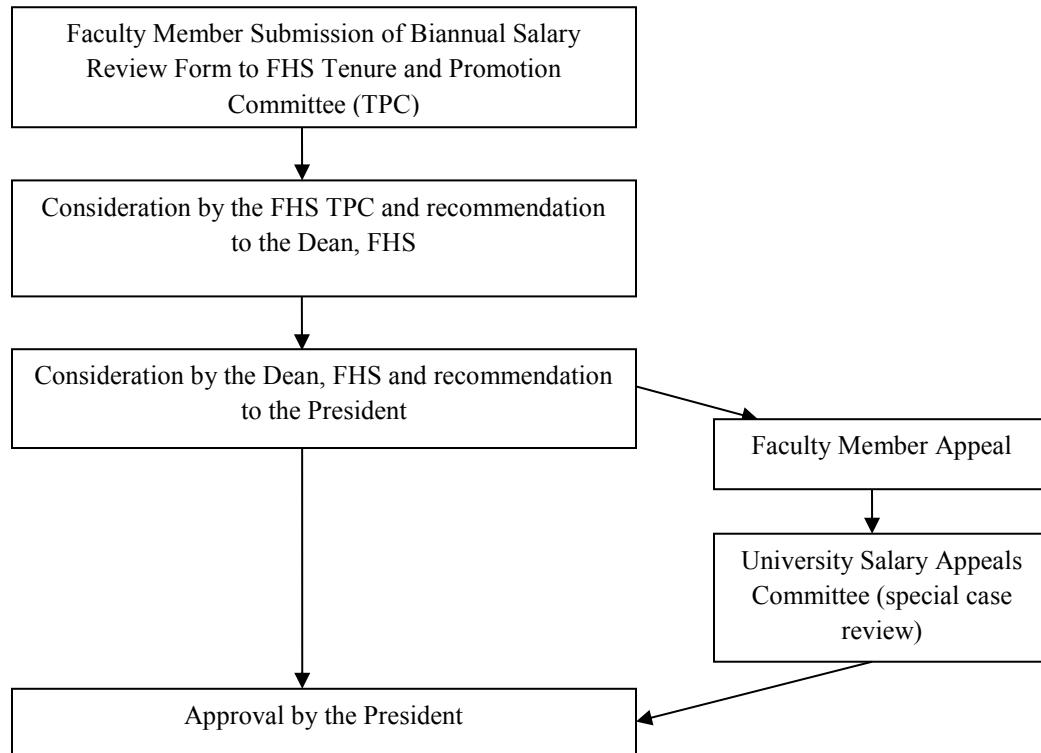 Faculty Member Submission of Biannual Salary
Review Form to FHS Tenure and Promotion
Committee (TPC)
Consideration by the FHS TPC and recommendation
to the Dean, FHS
Consideration by the Dean, FHS and recommendation
to the President
Faculty Member Appeal
University Salary Appeals
Committee (special case
review)
Approval by the President